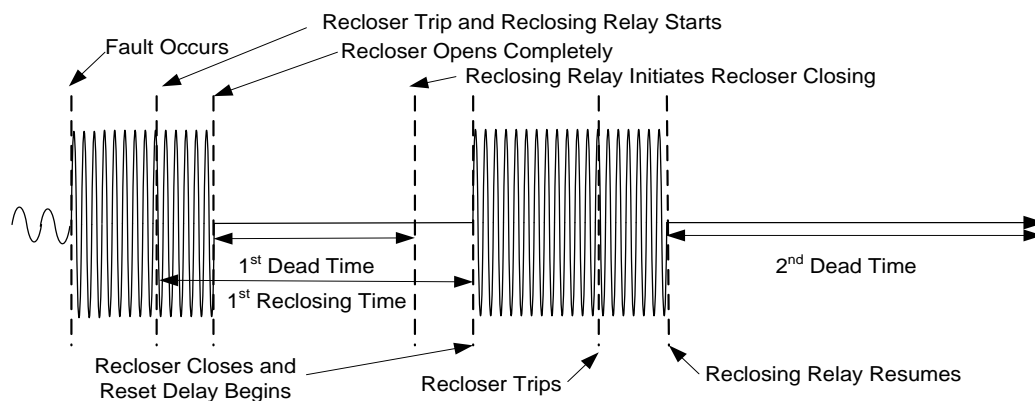 Recloser Trip and Reclosing Relay Starts
Fault Occurs
Recloser Opens Completely
Reclosing Relay Initiates Recloser Closing
1st Dead Time
2nd Dead Time
1st Reclosing Time
Recloser Closes and
Reset Delay Begins
Recloser Trips
Reclosing Relay Resumes